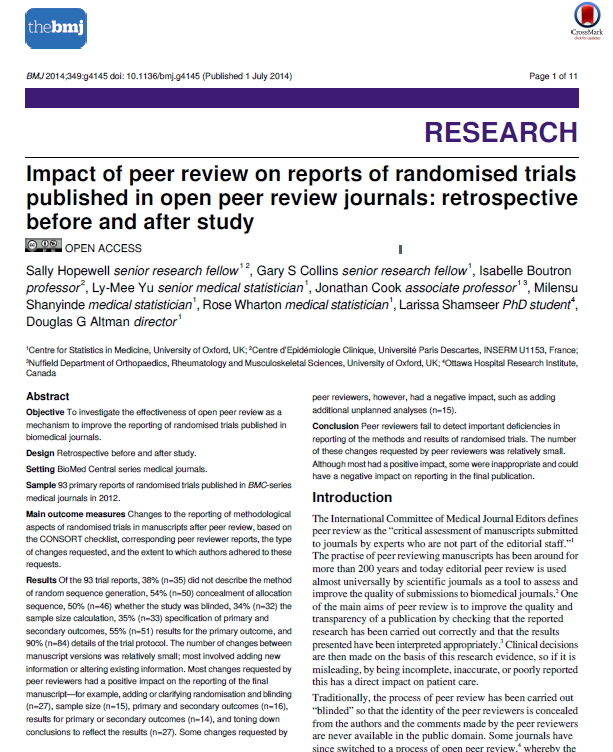 thebmj
CrossMark
click for updates
BMJ 2014;349:g4145 doi: 10.1136/bmj.g4145 (Published 1 July 2014)
Page 1 of 11
RESEARCH
Impact of peer review on reports of randomised trials
published in open peer review journals: retrospective
before and after study
OPEN ACCESS
Sally Hopewell senior research fellow 1 2, Gary S Collins senior research fellow 1, Isabelle Boutron
professor 2, Ly-Mee Yu senior medical statistician 1, Jonathan Cook associate professor 1 3, Milensu
Shanyinde medical statistician 1, Rose Wharton medical statistician 1, Larissa Shamseer PhD student 4,
Douglas G Altman director 1
1Centre for Statistics in Medicine, University of Oxford, UK; 2Centre d'Epidémiologie Clinique, Université Paris Descartes, INSERM U1153, France;
3Nuffield Department of Orthopaedics, Rheumatology and Musculoskeletal Sciences, University of Oxford, UK; 4Ottawa Hospital Research Institute,
Canada
Abstract
Objective To investigate the effectiveness of open peer review as a
mechanism to improve the reporting of randomised trials published in
biomedical journals.
Design Retrospective before and after study.
Setting BioMed Central series medical journals.
Sample 93 primary reports of randomised trials published in BMC-series
medical journals in 2012.
Main outcome measures Changes to the reporting of methodological
aspects of randomised trials in manuscripts after peer review, based on
the CONSORT checklist, corresponding peer reviewer reports, the type
of changes requested, and the extent to which authors adhered to these
requests.
Results Of the 93 trial reports, 38% (n=35) did not describe the method
of random sequence generation, 54% (n=50) concealment of allocation
sequence, 50% (n=46) whether the study was blinded, 34% (n=32) the
sample size calculation, 35% (n=33) specification of primary and
secondary outcomes, 55% (n=51) results for the primary outcome, and
90% (n=84) details of the trial protocol. The number of changes between
manuscript versions was relatively small; most involved adding new
information or altering existing information. Most changes requested by
peer reviewers had a positive impact on the reporting of the final
manuscript—for example, adding or clarifying randomisation and blinding
(n=27), sample size (n=15), primary and secondary outcomes (n=16),
results for primary or secondary outcomes (n=14), and toning down
conclusions to reflect the results (n=27). Some changes requested by
peer reviewers, however, had a negative impact, such as adding
additional unplanned analyses (n=15).
Conclusion Peer reviewers fail to detect important deficiencies in
reporting of the methods and results of randomised trials. The number
of these changes requested by peer reviewers was relatively small.
Although most had a positive impact, some were inappropriate and could
have a negative impact on reporting in the final publication.
Introduction
The International Committee of Medical Journal Editors defines
peer review as the “critical assessment of manuscripts submitted
to journals by experts who are not part of the editorial staff.”1
The practise of peer reviewing manuscripts has been around for
more than 200 years and today editorial peer review is used
almost universally by scientific journals as a tool to assess and
improve the quality of submissions to biomedical journals.2 One
of the main aims of peer review is to improve the quality and
transparency of a publication by checking that the reported
research has been carried out correctly and that the results
presented have been interpreted appropriately.3 Clinical decisions
are then made on the basis of this research evidence, so if it is
misleading, by being incomplete, inaccurate, or poorly reported
this has a direct impact on patient care.
Traditionally, the process of peer review has been carried out
“blinded” so that the identity of the peer reviewers is concealed
from the authors and the comments made by the peer reviewers
are never available in the public domain. Some journals have
since switched to a process of open peer review,4 whereby the